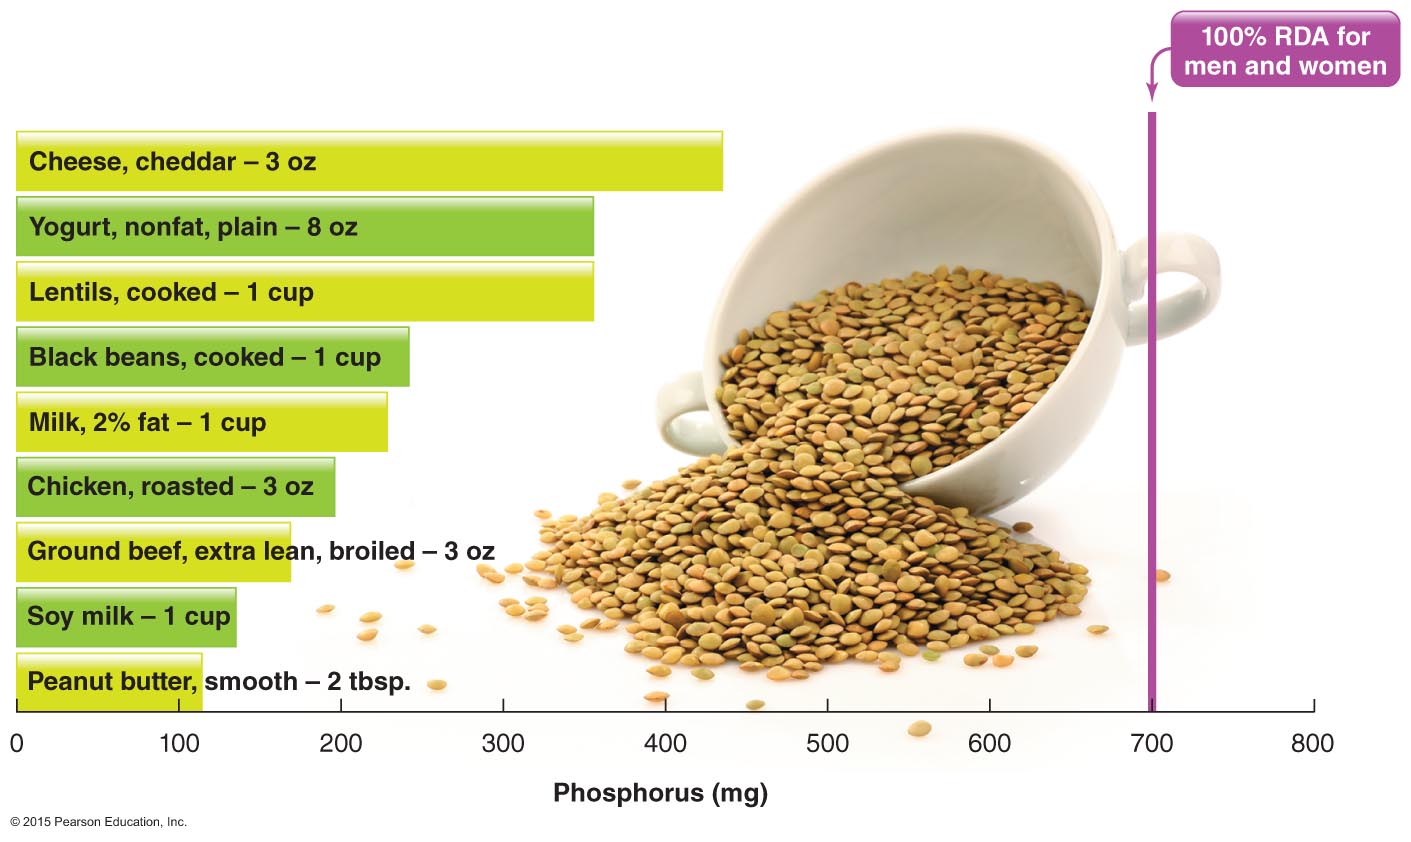 100% RDA for
men and women
Cheese, cheddar – 3 oz
Yogurt, nonfat, plain – 8 oz
Lentils, cooked – 1 cup
Black beans, cooked – 1 cup
Milk, 2% fat – 1 cup
Chicken, roasted – 3 oz
Ground beef, extra lean, broiled – 3 oz
Soy milk – 1 cup
Peanut butter, smooth – 2 tbsp.
0 100 200 300 400 500 600 700 800
Phosphorus (mg)
© 2015 Pearson Education, Inc.